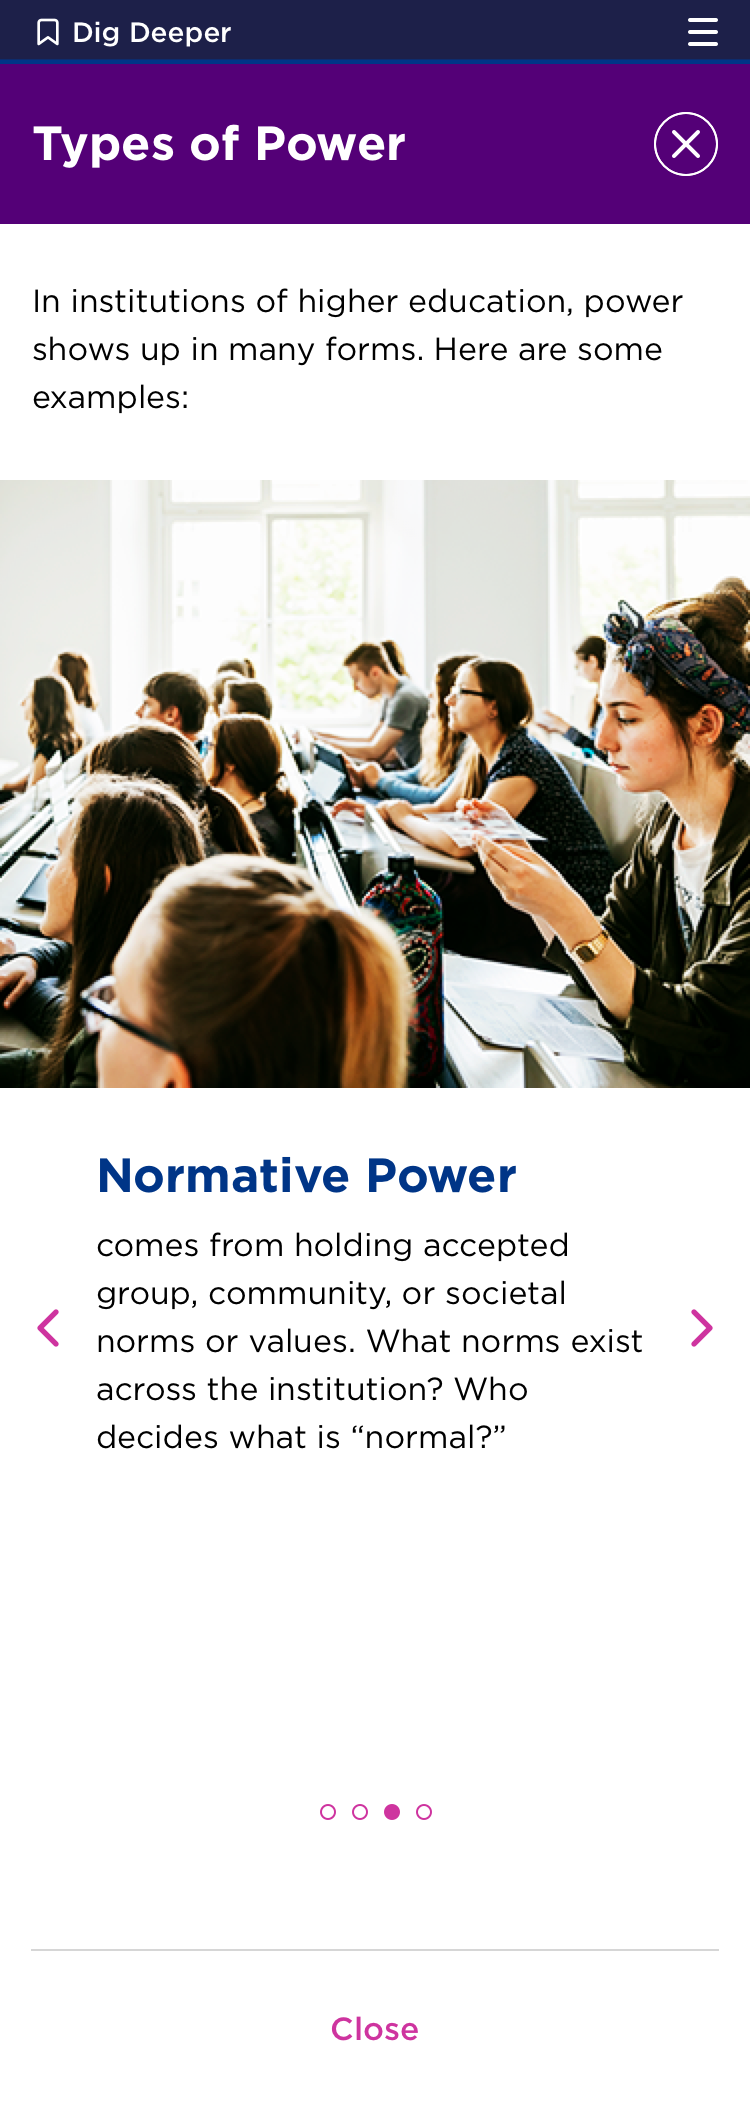 Dig Deeper
Types of Power
In institutions of higher education, power
shows up in many forms. Here are some
examples:
Normative Power
comes from holding accepted
group, community, or societal
norms or values. What norms exist
across the institution? Who
decides what is “normal?”
Close